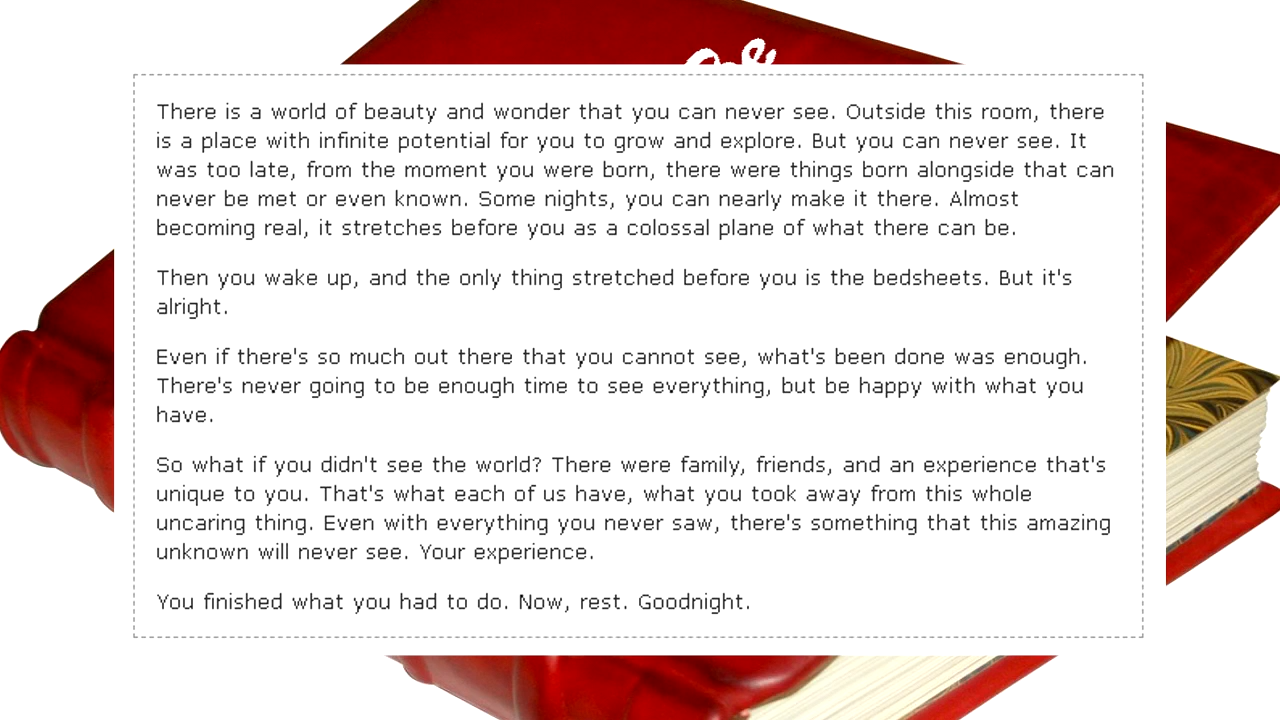 There is a world of beauty and wonder that you can never see. Outside this room, there
is a place with infinite potential for you to grow and explore. But you can never see. It
was too late, from the moment you were born, there were things born alongside that can
never be met or even known. Some nights, you can nearly make it there. Almost
becoming real, it stretches before you as a colossal plane of what there can be.
Then you wake up, and the only thing stretched before you is the bedsheets. But it's
alright.
Even if there's so much out there that you cannot see, what's been done was enough.
There's never going to be enough time to see everything, but be happy with what you
have.
So what if you didn't see the world? There were family, friends, and an experience that's
unique to you. That's what each of us have, what you took away from this whole
uncaring thing. Even with everything you never saw, there's something that this amazing
unknown will never see. Your experience.
You finished what you had to do. Now, rest. Goodnight.